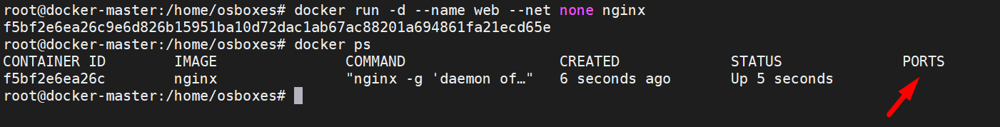 root@docker-master:/home/osboxes# docker run -d --name web --net none nginx
f5bf2e6ea26c9e6d826b15951ba10d72dac1ab67ac88201a694861fa21ecd65e
root@docker-master:/home/osboxes# docker ps
CONTAINER ID        IMAGE               COMMAND                  CREATED             STATUS              PORTS
f5bf2e6ea26c        nginx               "nginx -g 'daemon of…"   6 seconds ago       Up 5 seconds
root@docker-master:/home/osboxes#